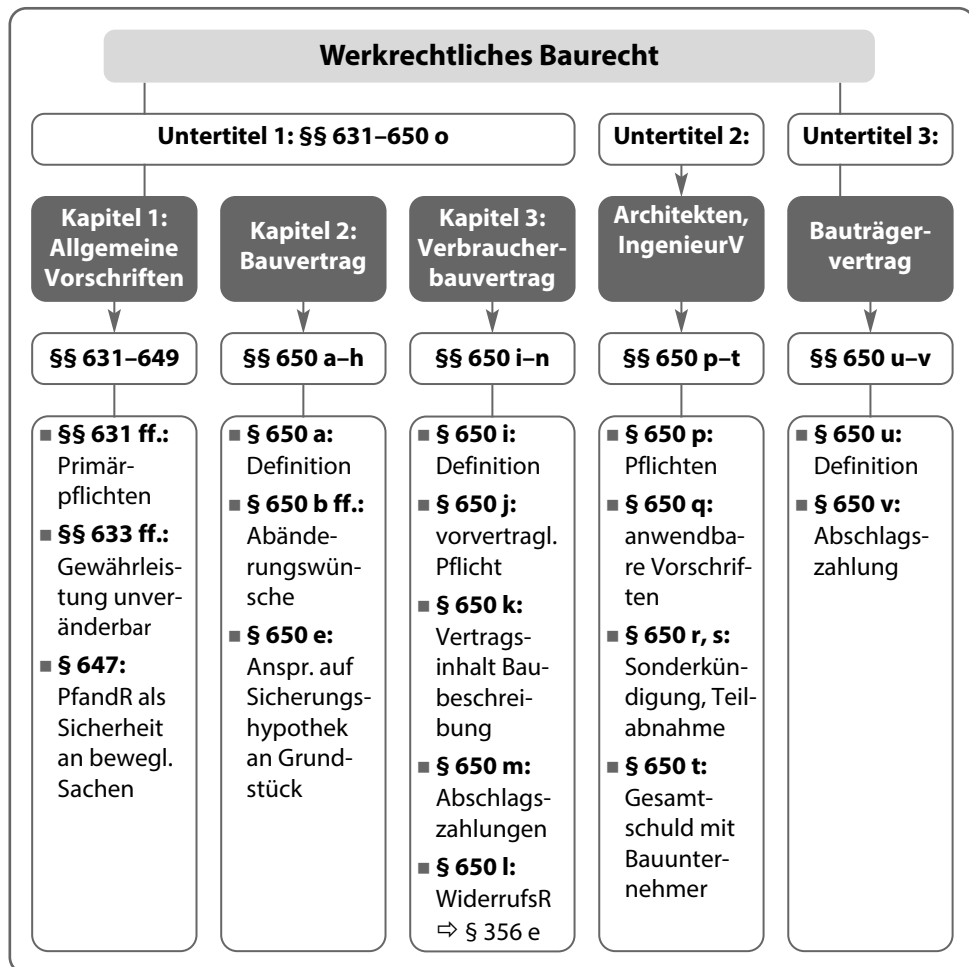 Werkrechtliches Baurecht
Untertitel 1: §§ 631–650 o
Untertitel 2:
Untertitel 3:
Kapitel 1:
Allgemeine
Vorschriften
Kapitel 2:
Bauvertrag
Kapitel 3:
Verbraucher-
bauvertrag
Architekten,
IngenieurV
Bauträger-
vertrag
§§ 631–649
§§ 650 a–h
§§ 650 i–n
§§ 650 p–t
§§ 650 u–v
■ §§ 631 ff.:
Primär-
pflichten
■ §§ 633 ff.:
Gewährleis-
tung unver-
änderbar
■ § 647:
PfandR als
Sicherheit
an bewegl.
Sachen
■ § 650 a:
Definition
■ § 650 b ff.:
Abände-
rungswün-
sche
■ § 650 e:
Anspr. auf
Sicherungs-
hypothek
an Grund-
stück
■ § 650 i:
Definition
■ § 650 j:
vorvertragl.
Pflicht
■ § 650 k:
Vertrags-
inhalt Bau-
beschrei-
bung
■ § 650 m:
Abschlags-
zahlungen
■ § 650 l:
WiderrufsR
⇨ § 356 e
■ § 650 p:
Pflichten
■ § 650 q:
anwendba-
re Vorschrif-
ten
■ § 650 r, s:
Sonderkün-
digung, Teil-
abnahme
■ § 650 t:
Gesamt-
schuld mit
Bauunter-
nehmer
■ § 650 u:
Definition
■ § 650 v:
Abschlags-
zahlung